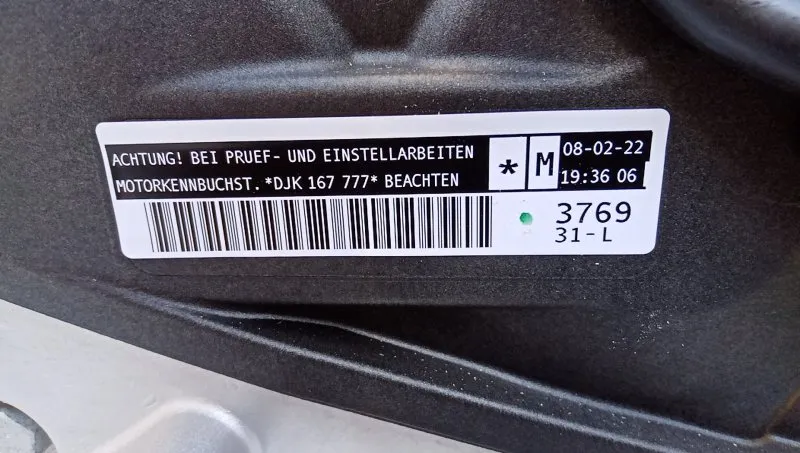 ACHTUNG! BEI PRUEF- UND EINSTELLARBEITEN
MOTORKENNBUCHST. *DJK 167 777* BEACHTEN
* M
08-02-22
19:36 06
3769
31-L